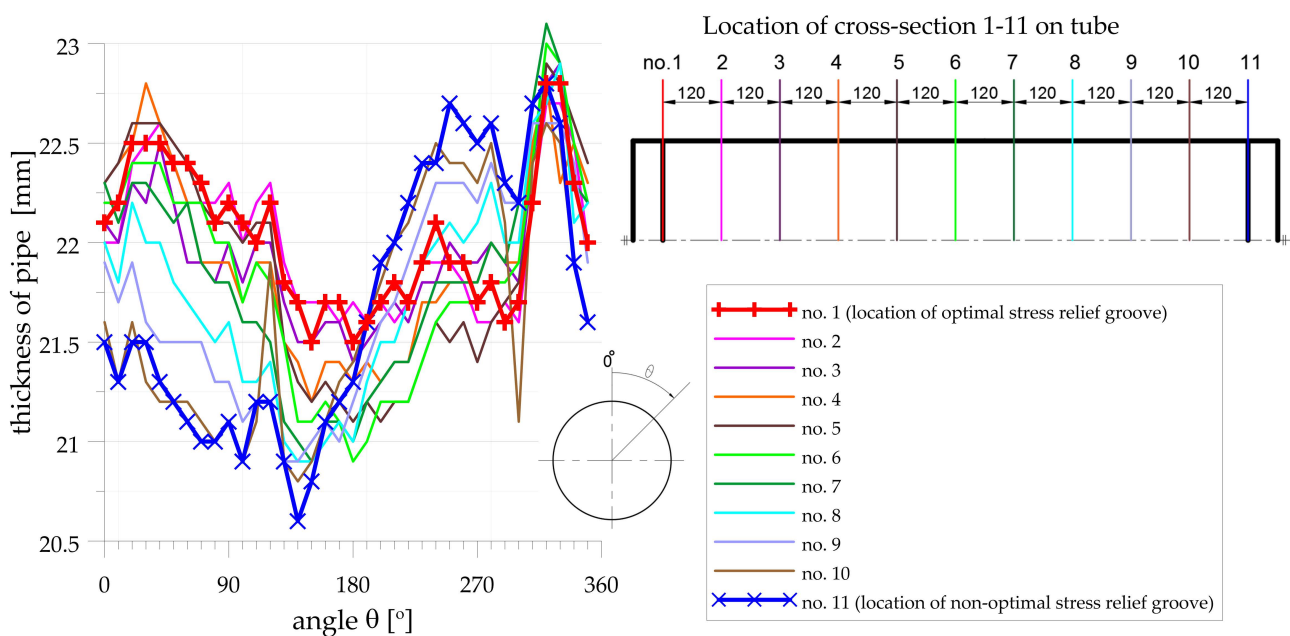 Location of cross-section 1-11 on tube
no.1 2 3 4 5 6 7 8 9 10 11
120 120 120 120 120 120 120 120 120 120
thickness of pipe [mm]
23
22.5
22
21.5
21
20.5
0 90 180 270 360
angle θ [°]
0°
θ
no. 1 (location of optimal stress relief groove)
no. 2
no. 3
no. 4
no. 5
no. 6
no. 7
no. 8
no. 9
no. 10
no. 11 (location of non-optimal stress relief groove)